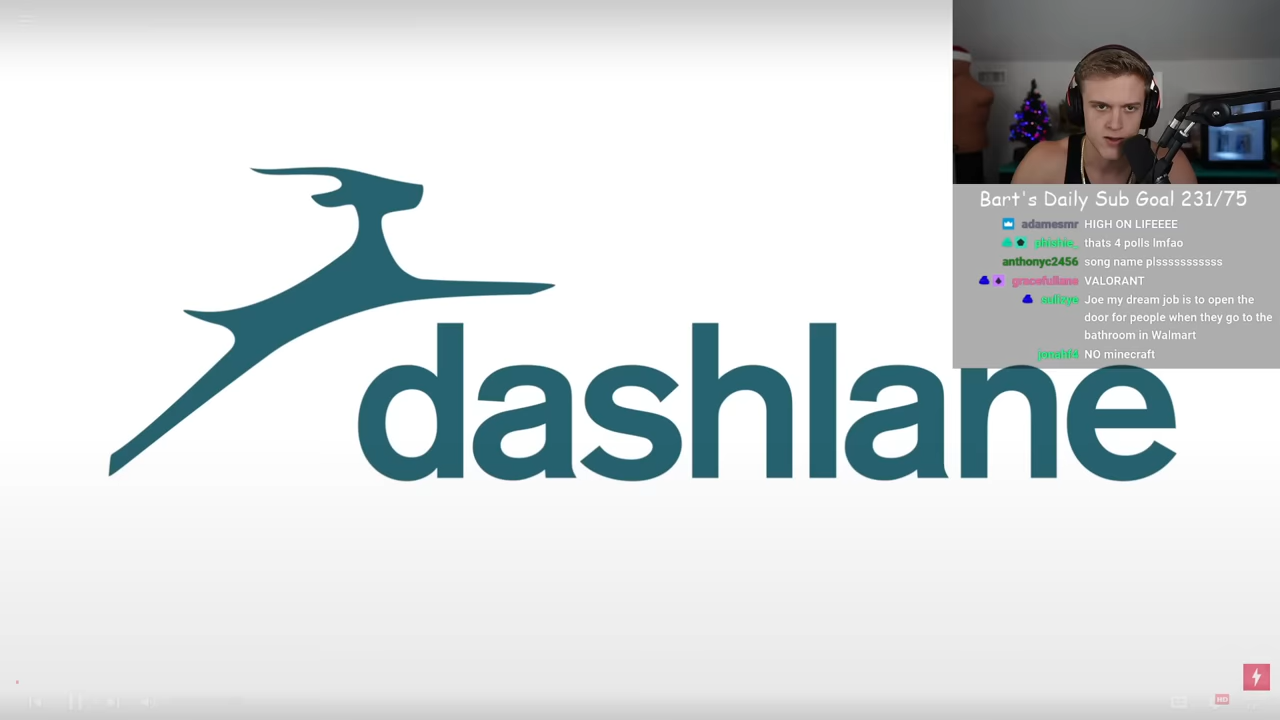 dashlane
Bart's Daily Sub Goal 231/75
adamesmr HIGH ON LIFEEEE
thats 4 polls lmfao
anthonyc2456 song name plsssssssssss
VALORANT
Joe my dream job is to open the
door for people when they go to the
bathroom in Walmart
NO minecraft
HD